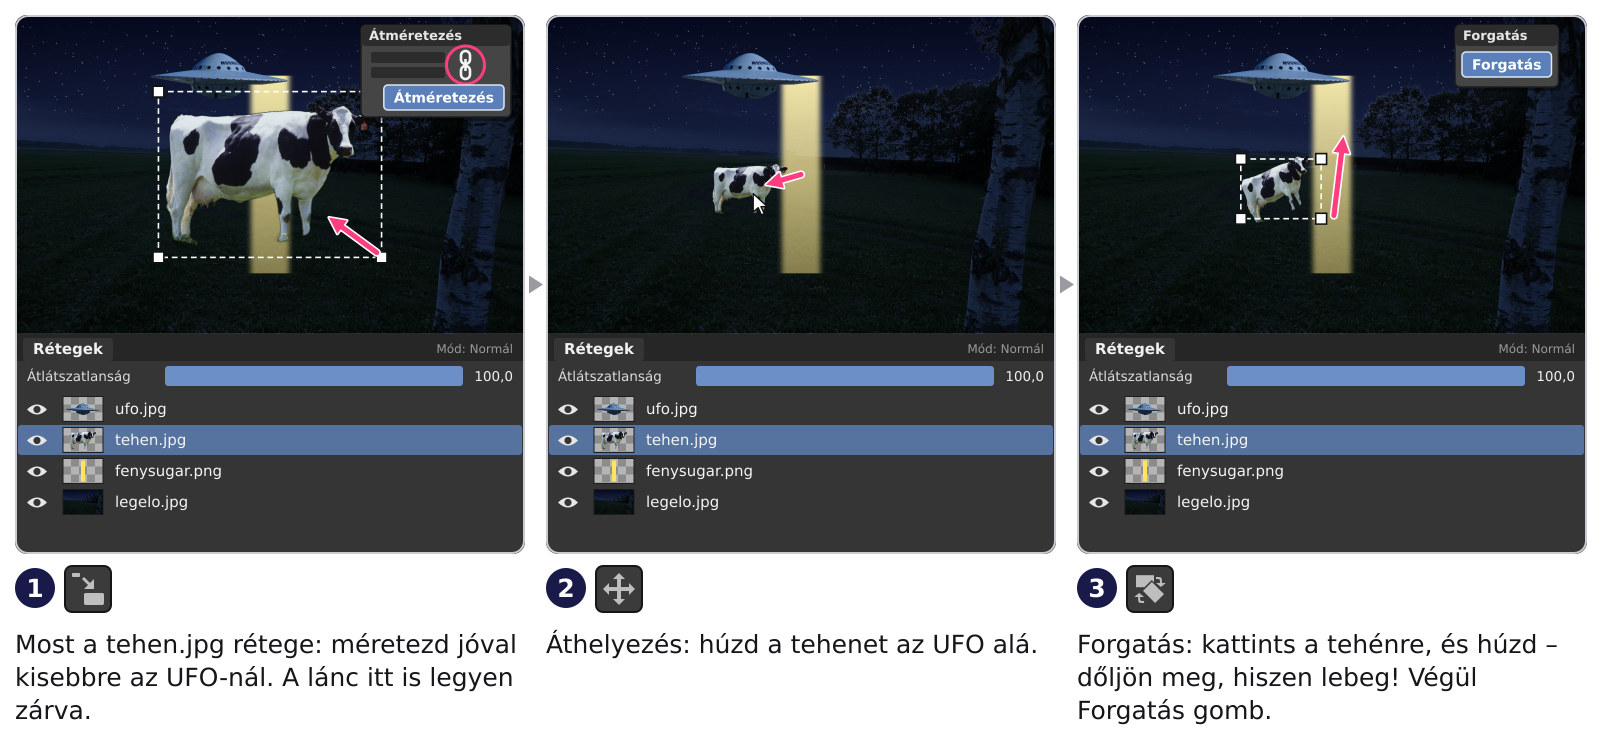 Átméretezés
Átméretezés
Rétegek
Mód: Normál
Átlátszatlanság
100,0
ufo.jpg
tehen.jpg
fenysugar.png
legelo.jpg
1
Most a tehen.jpg rétege: méretezd jóval
kisebbre az UFO-nál. A lánc itt is legyen
zárva.
Rétegek
Mód: Normál
Átlátszatlanság
100,0
ufo.jpg
tehen.jpg
fenysugar.png
legelo.jpg
2
Áthelyezés: húzd a tehenet az UFO alá.
Forgatás
Forgatás
Rétegek
Mód: Normál
Átlátszatlanság
100,0
ufo.jpg
tehen.jpg
fenysugar.png
legelo.jpg
3
Forgatás: kattints a tehénre, és húzd –
dőljön meg, hiszen lebeg! Végül
Forgatás gomb.